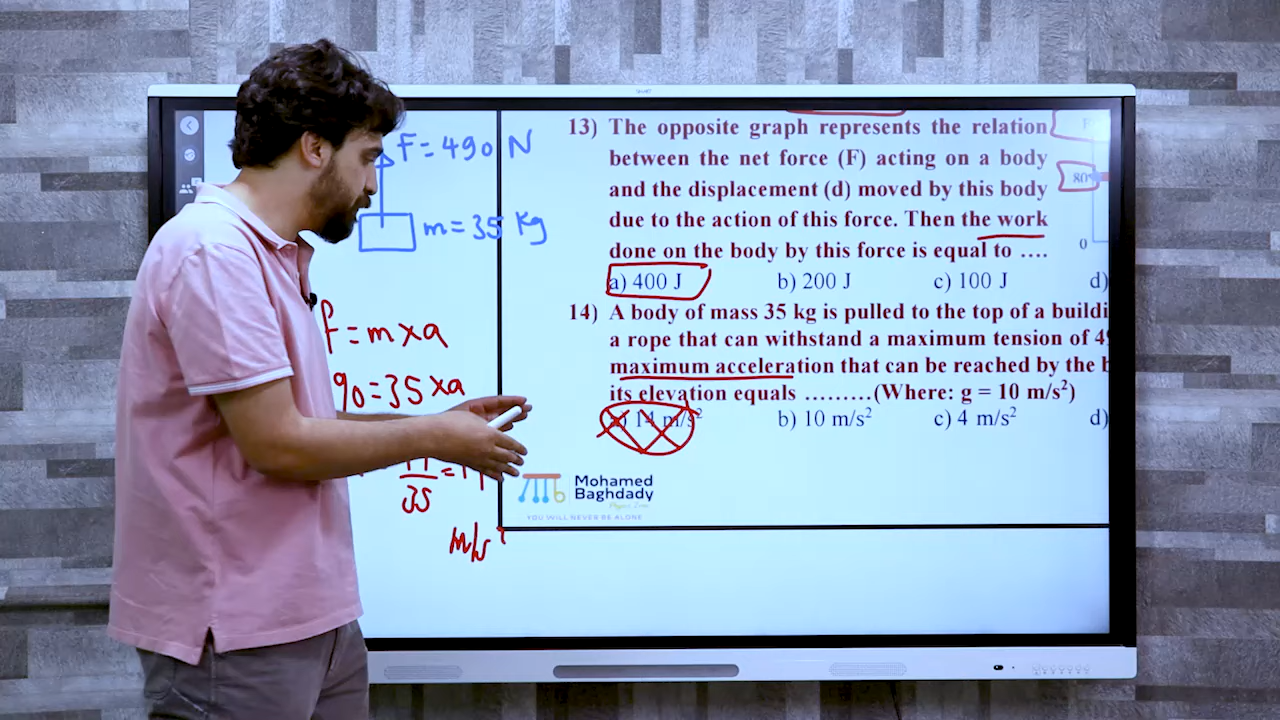 F = 490 N
m = 35 Kg
f = m x a
90 = 35 x a
35
m/s²
13) The opposite graph represents the relation
between the net force (F) acting on a body
and the displacement (d) moved by this body
due to the action of this force. Then the work
done on the body by this force is equal to ....
a) 400 J b) 200 J c) 100 J d)
80
0
14) A body of mass 35 kg is pulled to the top of a buildi
a rope that can withstand a maximum tension of 4
maximum acceleration that can be reached by the b
its elevation equals .........(Where: g = 10 m/s²)
14 m/s² b) 10 m/s² c) 4 m/s² d)
Mohamed
Baghdady
Physics Zone
YOU WILL NEVER BE ALONE